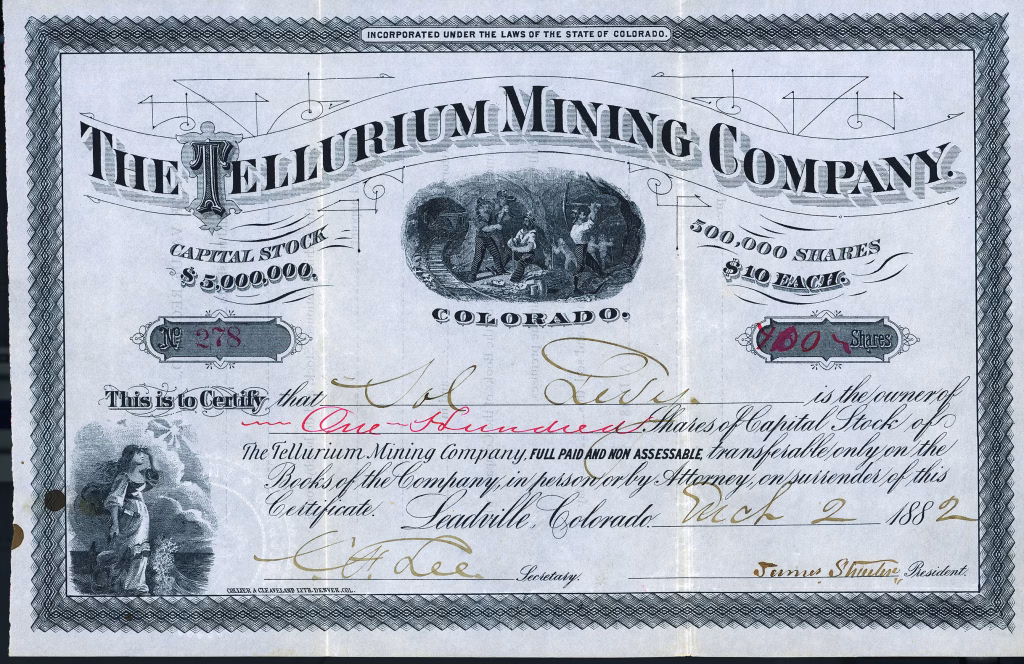 INCORPORATED UNDER THE LAWS OF THE STATE OF COLORADO.
THE TELLURIUM MINING COMPANY.
CAPITAL STOCK
$5,000,000.
500,000 SHARES
$10 EACH.
COLORADO.
No 278
100 Shares
This is to Certify that Sol Levy. is the owner of
One Hundred Shares of Capital Stock of
The Tellurium Mining Company, FULL PAID AND NON ASSESSABLE, transferable only on the
Books of the Company, in person or by Attorney, on surrender of this
Certificate. Leadville, Colorado. Mch 2 1882
C. H. Lee Secretary. James President.
COLLIER & CLEAVELAND LITH. DENVER, COL.